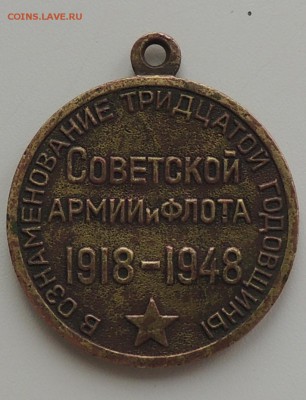 COINS.LAVE.RU
В ОЗНАМЕНОВАНИЕ ТРИДЦАТОЙ ГОДОВЩИНЫ
СОВЕТСКОЙ
АРМИИ и ФЛОТА
1918-1948